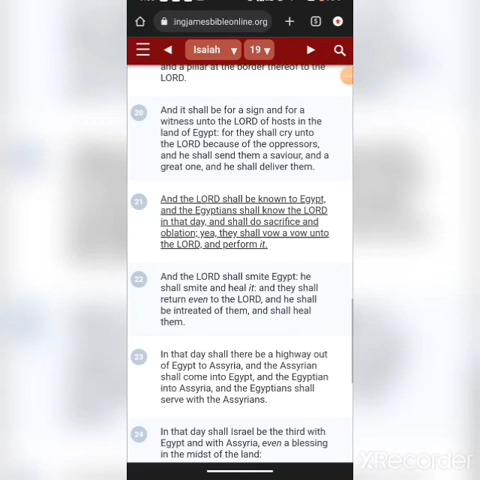 ingjamesbibleonline.org
5
Isaiah
19
and a pillar at the border thereof to the
LORD.
20
And it shall be for a sign and for a
witness unto the LORD of hosts in the
land of Egypt: for they shall cry unto
the LORD because of the oppressors,
and he shall send them a saviour, and a
great one, and he shall deliver them.
21
And the LORD shall be known to Egypt,
and the Egyptians shall know the LORD
in that day, and shall do sacrifice and
oblation; yea, they shall vow a vow unto
the LORD, and perform it.
22
And the LORD shall smite Egypt: he
shall smite and heal it: and they shall
return even to the LORD, and he shall
be intreated of them, and shall heal
them.
23
In that day shall there be a highway out
of Egypt to Assyria, and the Assyrian
shall come into Egypt, and the Egyptian
into Assyria, and the Egyptians shall
serve with the Assyrians.
24
In that day shall Israel be the third with
Egypt and with Assyria, even a blessing
in the midst of the land:
XRecorder